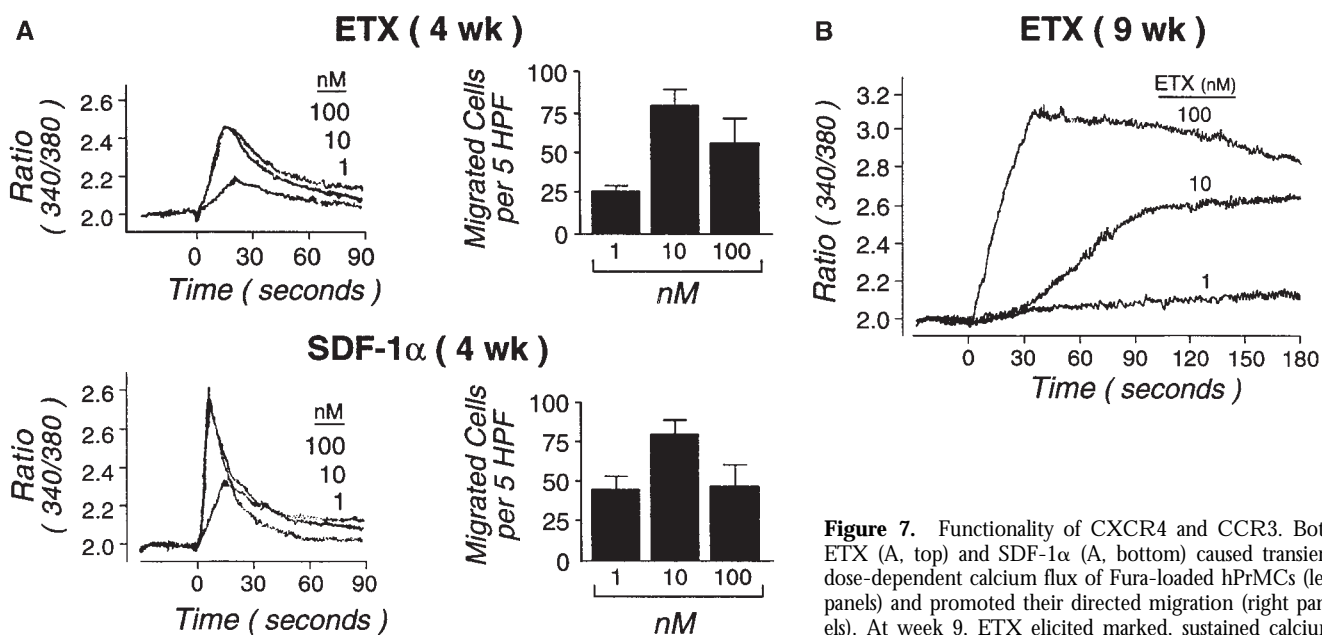 A
ETX ( 4 wk )
Ratio
( 340/380 )
2.6
2.4
2.2
2.0
nM
100
10
1
0 30 60 90
Time ( seconds )
Migrated Cells
per 5 HPF
100
75
50
25
0
1 10 100
nM
SDF-1α ( 4 wk )
Ratio
( 340/380 )
2.6
2.6
2.4
2.2
2.0
nM
100
10
1
0 30 60 90
Time ( seconds )
Migrated Cells
per 5 HPF
100
75
50
25
0
1 10 100
nM
B
ETX ( 9 wk )
Ratio ( 340/380 )
3.2
3.0
2.8
2.6
2.4
2.2
2.0
ETX (nM)
100
10
1
0 30 60 90 120 150 180
Time ( seconds )
Figure 7. Functionality of CXCR4 and CCR3. Bot
ETX (A, top) and SDF-1α (A, bottom) caused transien
dose-dependent calcium flux of Fura-loaded hPrMCs (le
panels) and promoted their directed migration (right pan
els). At week 9, ETX elicited marked, sustained calcium